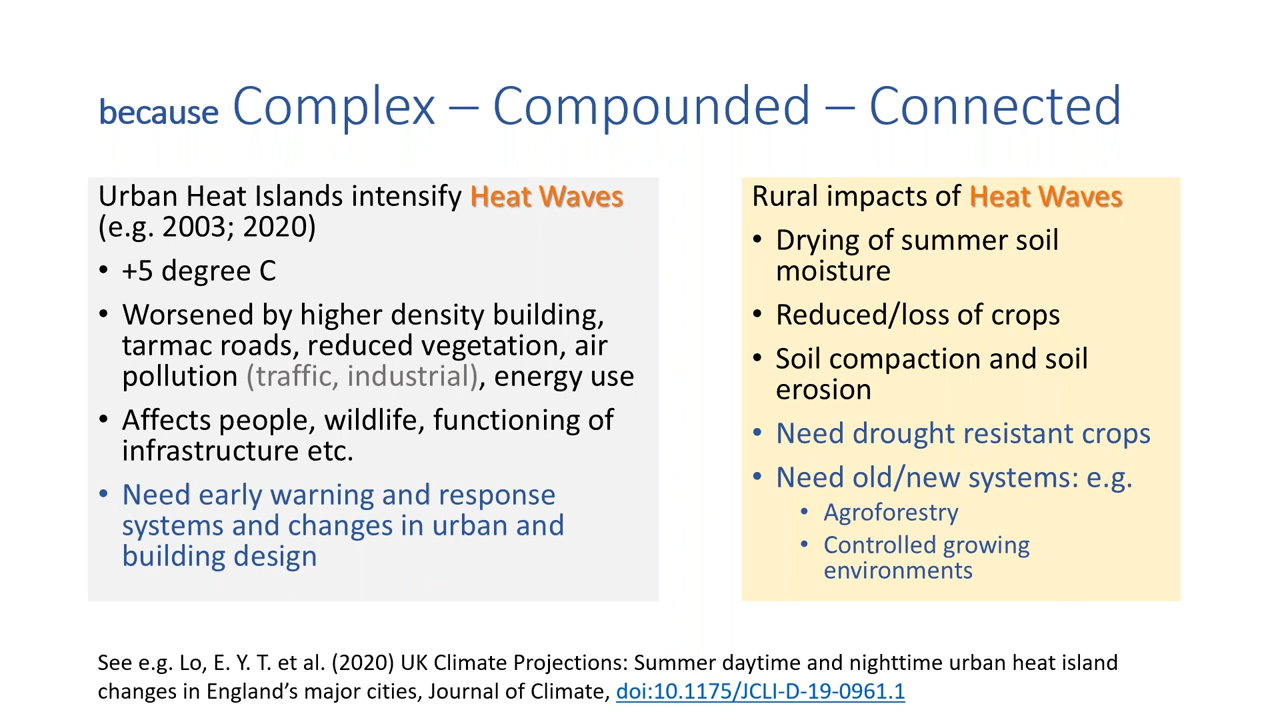 because Complex – Compounded – Connected
Urban Heat Islands intensify Heat Waves
(e.g. 2003; 2020)
• +5 degree C
• Worsened by higher density building,
tarmac roads, reduced vegetation, air
pollution (traffic, industrial), energy use
• Affects people, wildlife, functioning of
infrastructure etc.
• Need early warning and response
systems and changes in urban and
building design
Rural impacts of Heat Waves
• Drying of summer soil
moisture
• Reduced/loss of crops
• Soil compaction and soil
erosion
• Need drought resistant crops
• Need old/new systems: e.g.
• Agroforestry
• Controlled growing
environments
See e.g. Lo, E. Y. T. et al. (2020) UK Climate Projections: Summer daytime and nighttime urban heat island
changes in England’s major cities, Journal of Climate, doi:10.1175/JCLI-D-19-0961.1